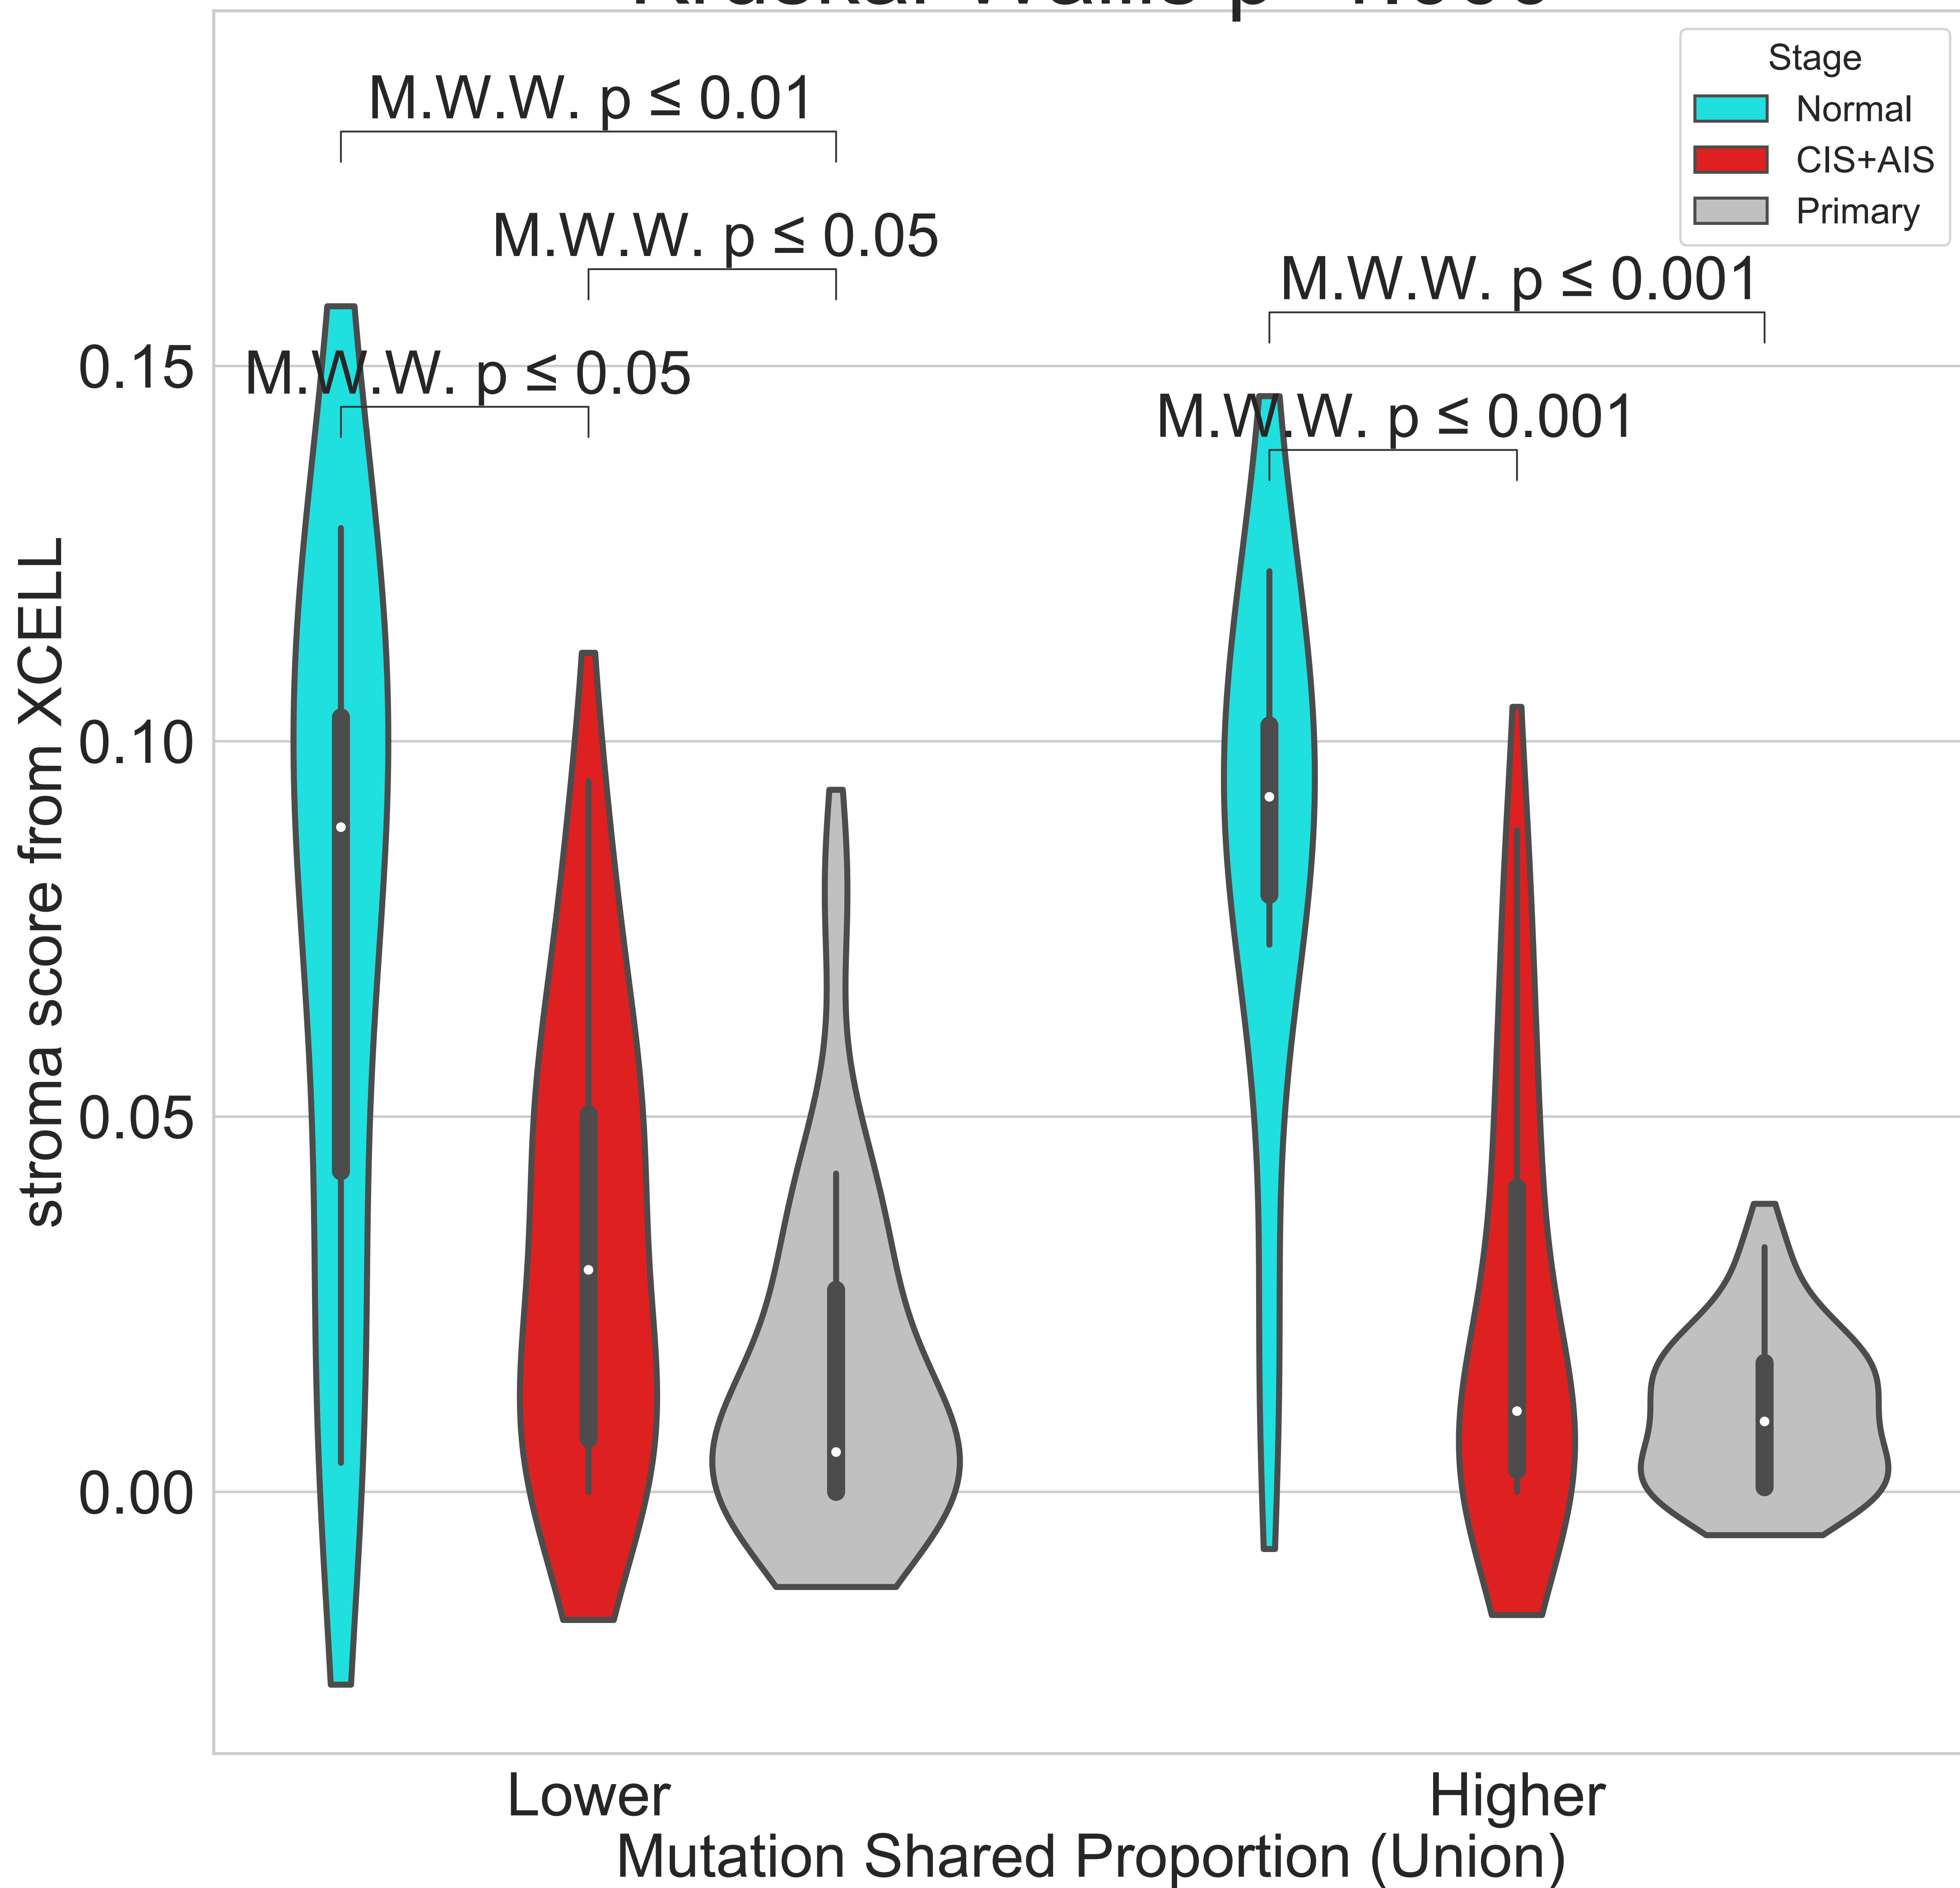 Stage
Normal
CIS+AIS
Primary
M.W.W. p ≤ 0.01
M.W.W. p ≤ 0.05
M.W.W. p ≤ 0.05
M.W.W. p ≤ 0.001
M.W.W. p ≤ 0.001
0.15
0.10
0.05
0.00
stroma score from XCELL
Lower
Higher
Mutation Shared Proportion (Union)